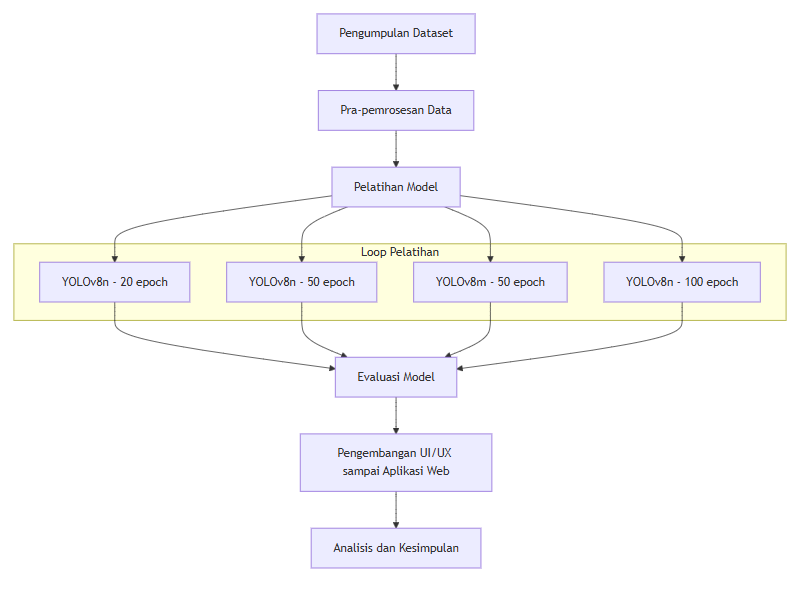 Pengumpulan Dataset
Pra-pemrosesan Data
Pelatihan Model
Loop Pelatihan
YOLOv8n - 20 epoch
YOLOv8n - 50 epoch
YOLOv8m - 50 epoch
YOLOv8n - 100 epoch
Evaluasi Model
Pengembangan UI/UX
sampai Aplikasi Web
Analisis dan Kesimpulan